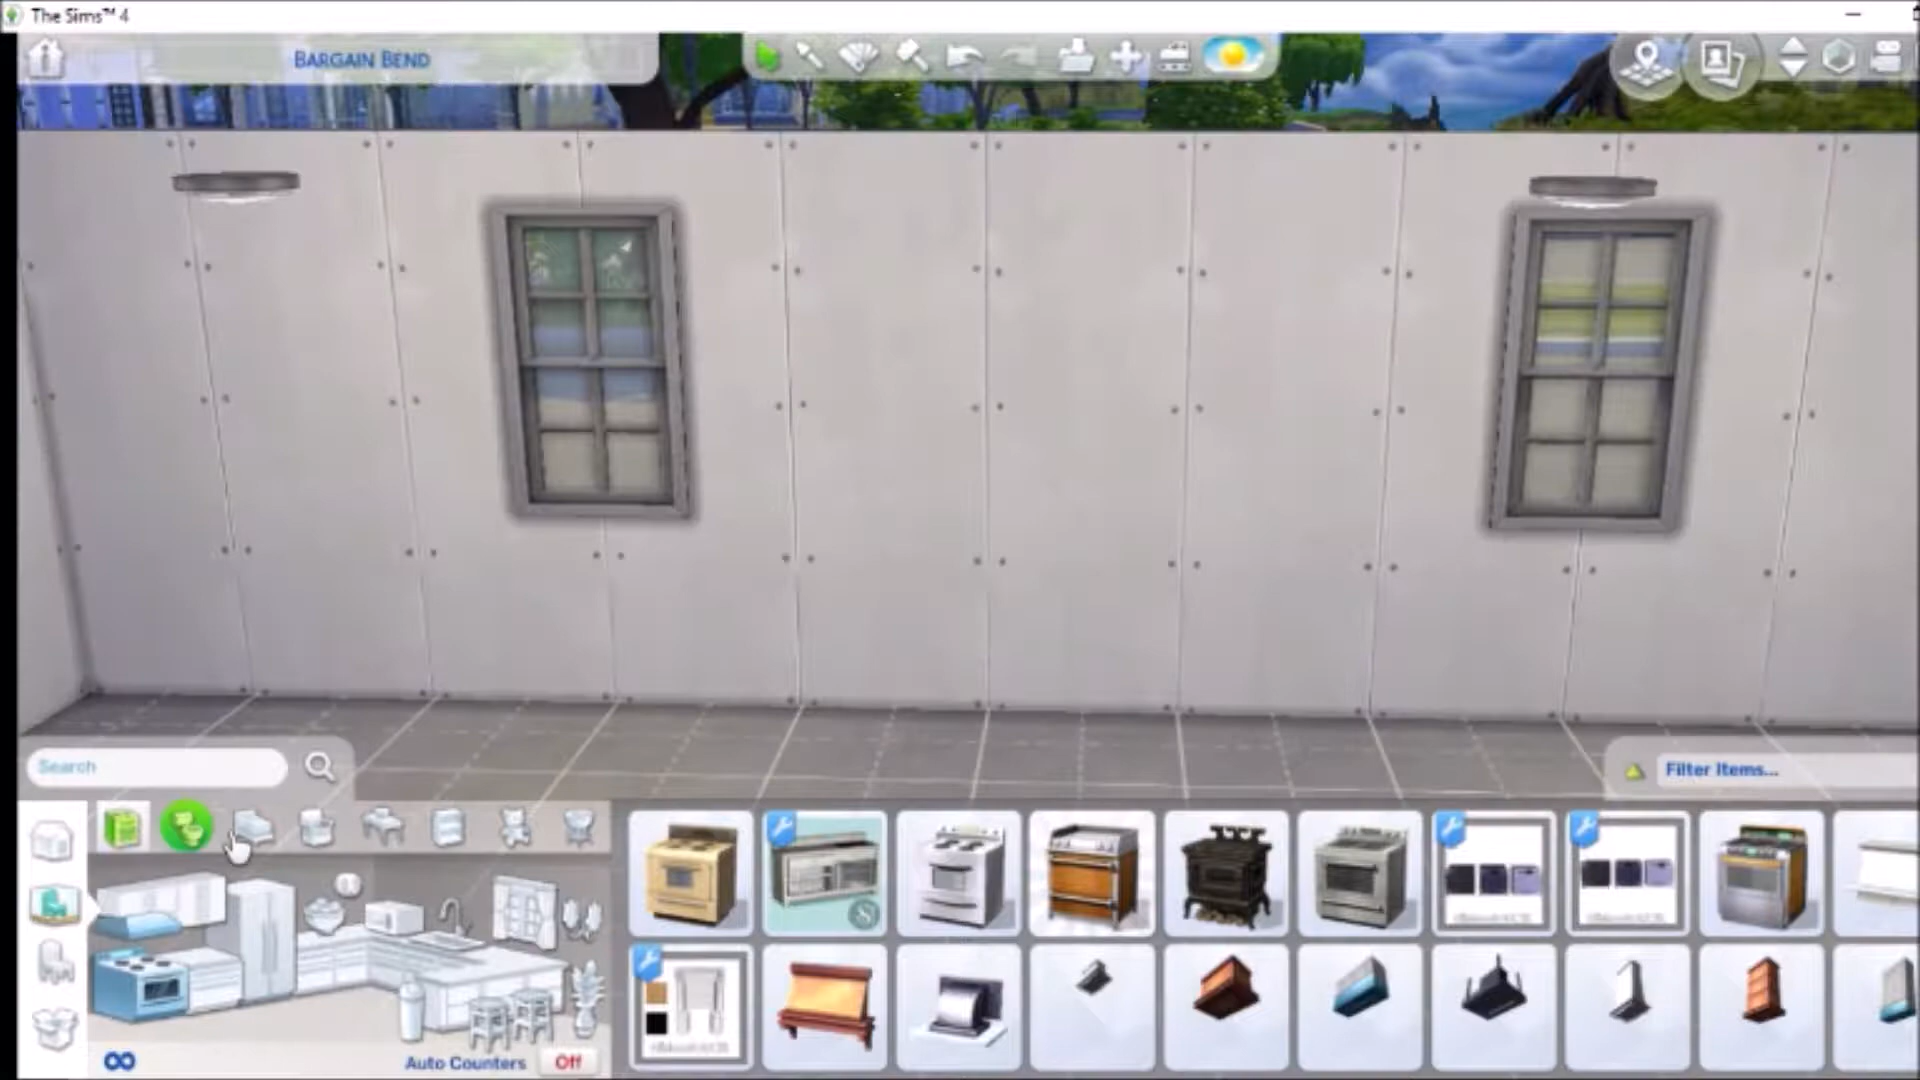 The Sims™ 4
BARGAIN BEND
Search
Filter Items...
Auto Counters
Off